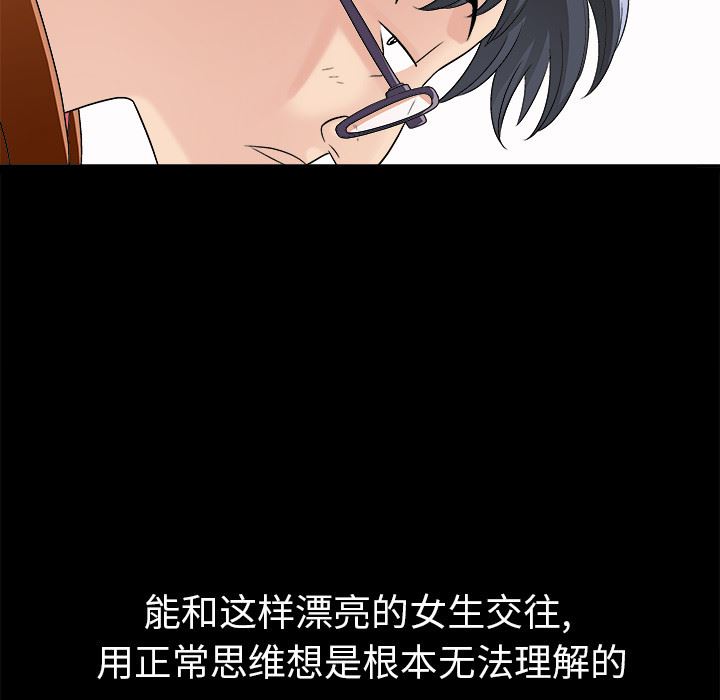 能和这样漂亮的女生交往,
用正常思维想是根本无法理解的